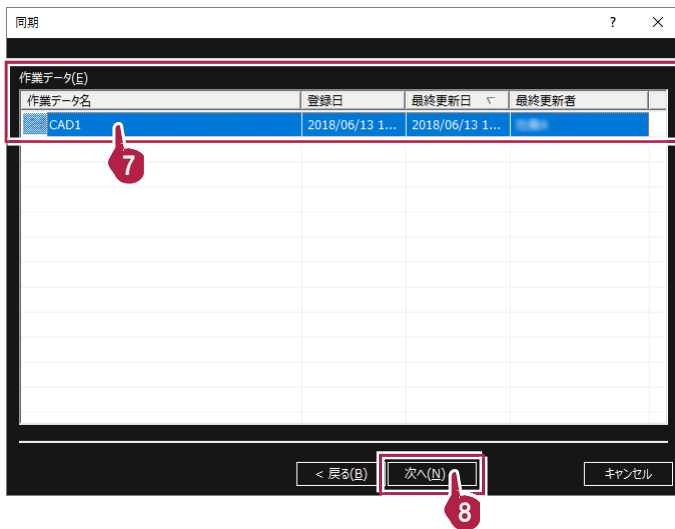 同期 ? ×
作業データ(E)
作業データ名 登録日 最終更新日 最終更新者
CAD1 2018/06/13 1... 2018/06/13 1...
7
< 戻る(B) 次へ(N) キャンセル
8